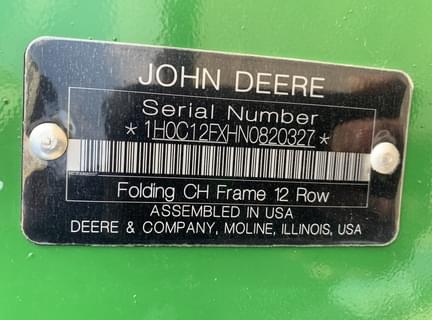 JOHN DEERE
Serial Number
* 1H0C12FXHN0820327 *
Folding CH Frame 12 Row
ASSEMBLED IN USA
DEERE & COMPANY, MOLINE, ILLINOIS, USA